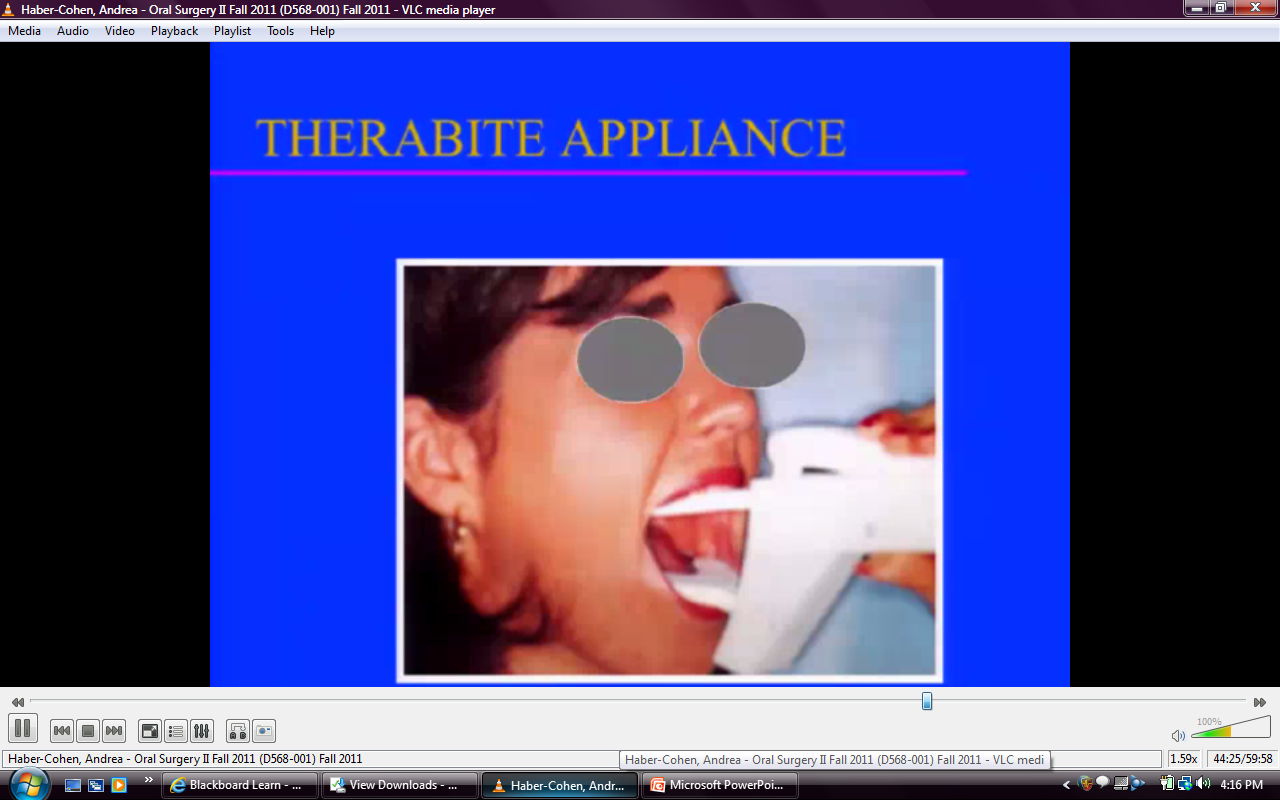 Haber-Cohen, Andrea - Oral Surgery II Fall 2011 (D568-001) Fall 2011 - VLC media player
Media Audio Video Playback Playlist Tools Help
THERABITE APPLIANCE
100%
Haber-Cohen, Andrea - Oral Surgery II Fall 2011 (D568-001) Fall 2011
1.59x
44:25/59:58
Haber-Cohen, Andrea - Oral Surgery II Fall 2011 (D568-001) Fall 2011 - VLC medi
Blackboard Learn - ...
View Downloads - ...
Haber-Cohen, Andr...
Microsoft PowerPoi...
4:16 PM